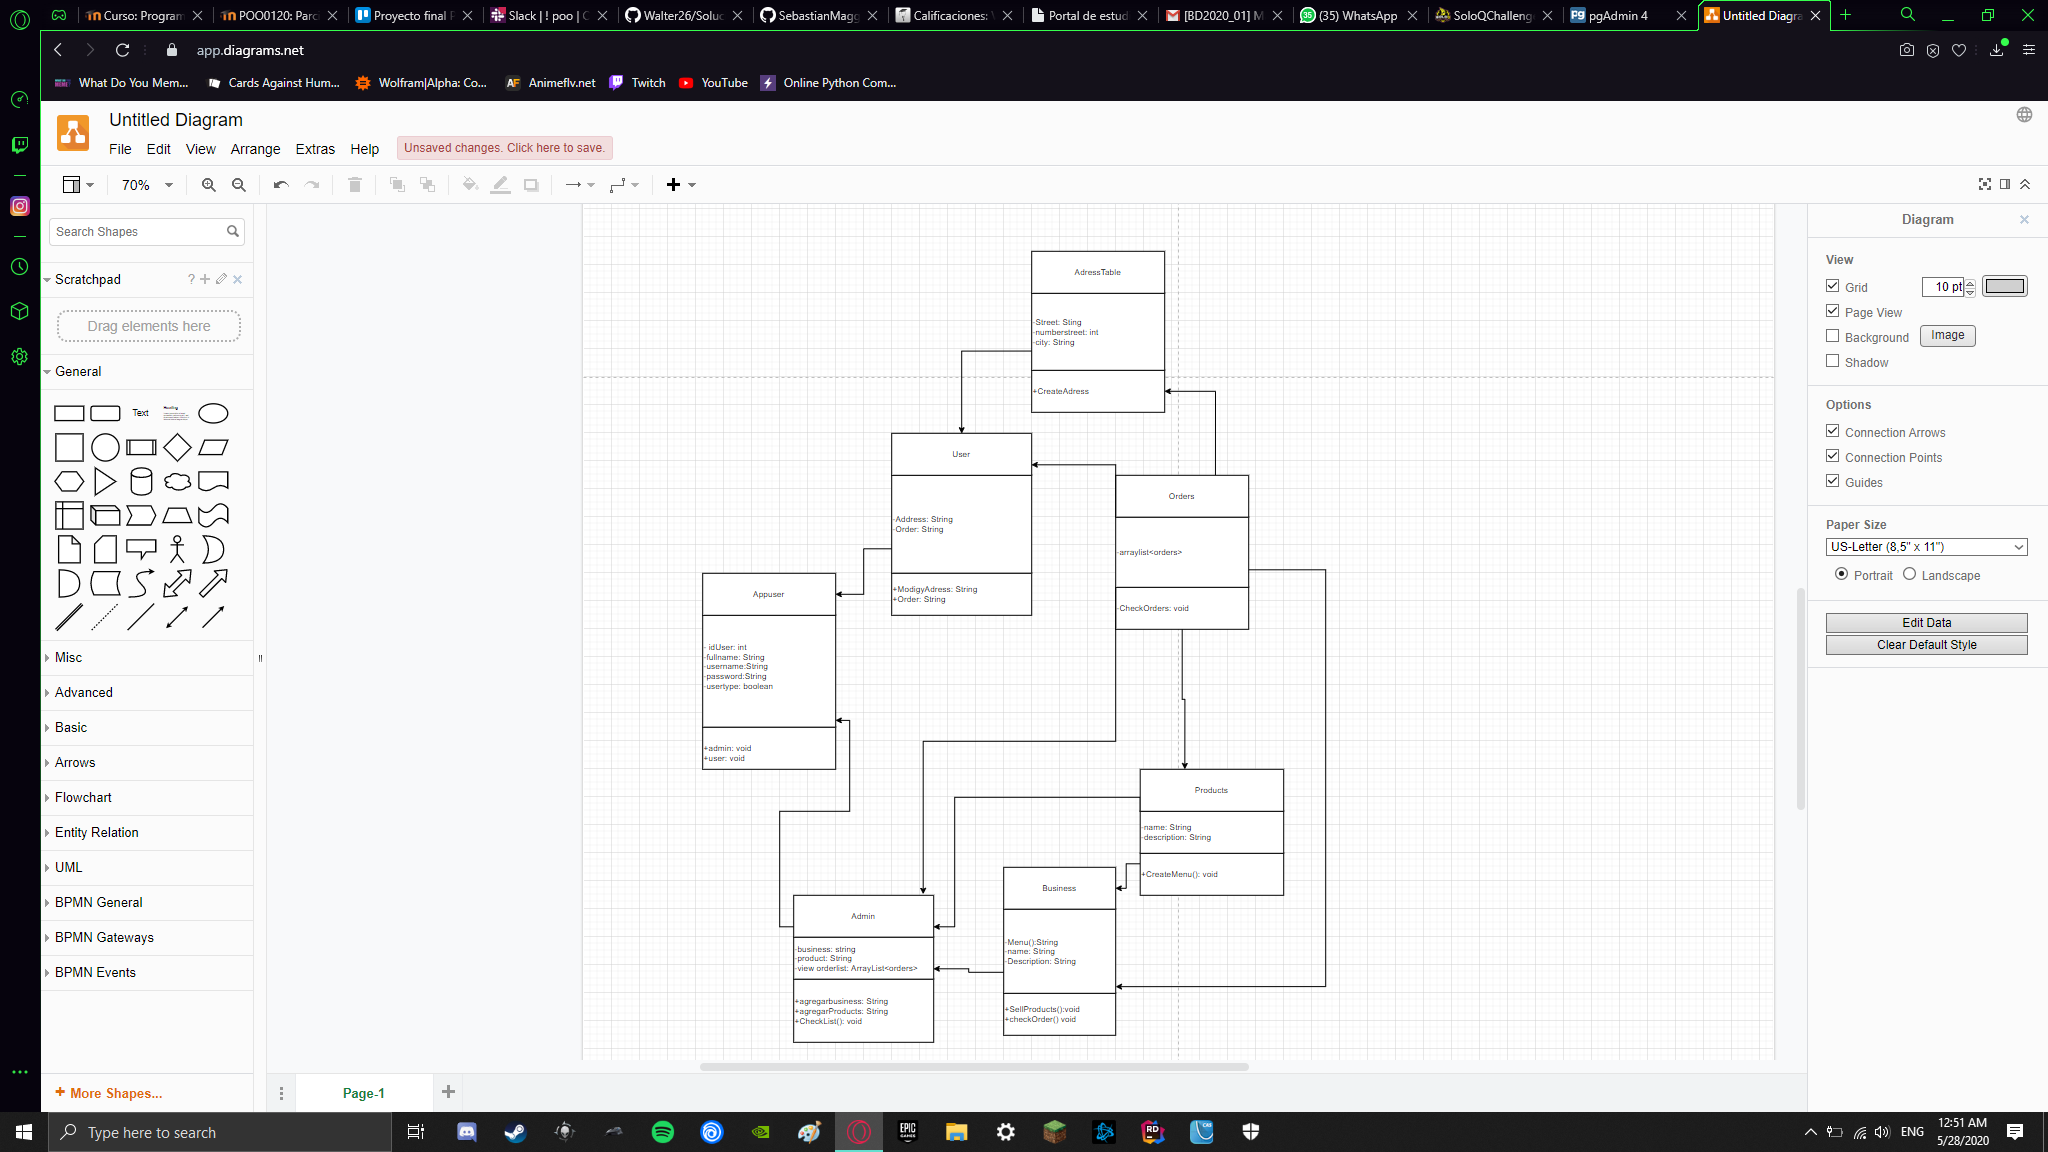 Curso: Program
POO0120: Parci
Proyecto final P
Slack | ! poo | C
Walter26/Soluc
SebastianMagg
Calificaciones: V
Portal de estud
[BD2020_01] M
(35) WhatsApp
SoloQChalleng
pgAdmin 4
Untitled Diagra
app.diagrams.net
What Do You Mem...
Cards Against Hum...
Wolfram|Alpha: Co...
Animeflv.net
Twitch
YouTube
Online Python Com...
Untitled Diagram
File Edit View Arrange Extras Help
Unsaved changes. Click here to save.
70%
Search Shapes
Scratchpad
?
Drag elements here
General
Text
Heading
Misc
Advanced
Basic
Arrows
Flowchart
Entity Relation
UML
BPMN General
BPMN Gateways
BPMN Events
+ More Shapes...
AdressTable
-Street: Sting
-numberstreet: int
-city: String
+CreateAdress
User
-Address: String
-Order: String
+ModigyAdress: String
+Order: String
Orders
-arraylist<orders>
-CheckOrders: void
Appuser
- idUser: int
-fullname: String
-username:String
-password:String
-usertype: boolean
+admin: void
+user: void
Products
-name: String
-description: String
+CreateMenu(): void
Business
-Menu():String
-name: String
-Description: String
+SellProducts():void
+checkOrder() void
Admin
-business: string
-product: String
-view orderlist: ArrayList<orders>
+agregarbusiness: String
+agregarProducts: String
+CheckList(): void
Diagram
View
Grid
10 pt
Page View
Background
Image
Shadow
Options
Connection Arrows
Connection Points
Guides
Paper Size
US-Letter (8,5" x 11")
Portrait
Landscape
Edit Data
Clear Default Style
Page-1
Type here to search
EPIC
GAMES
RD
ENG
12:51 AM
5/28/2020